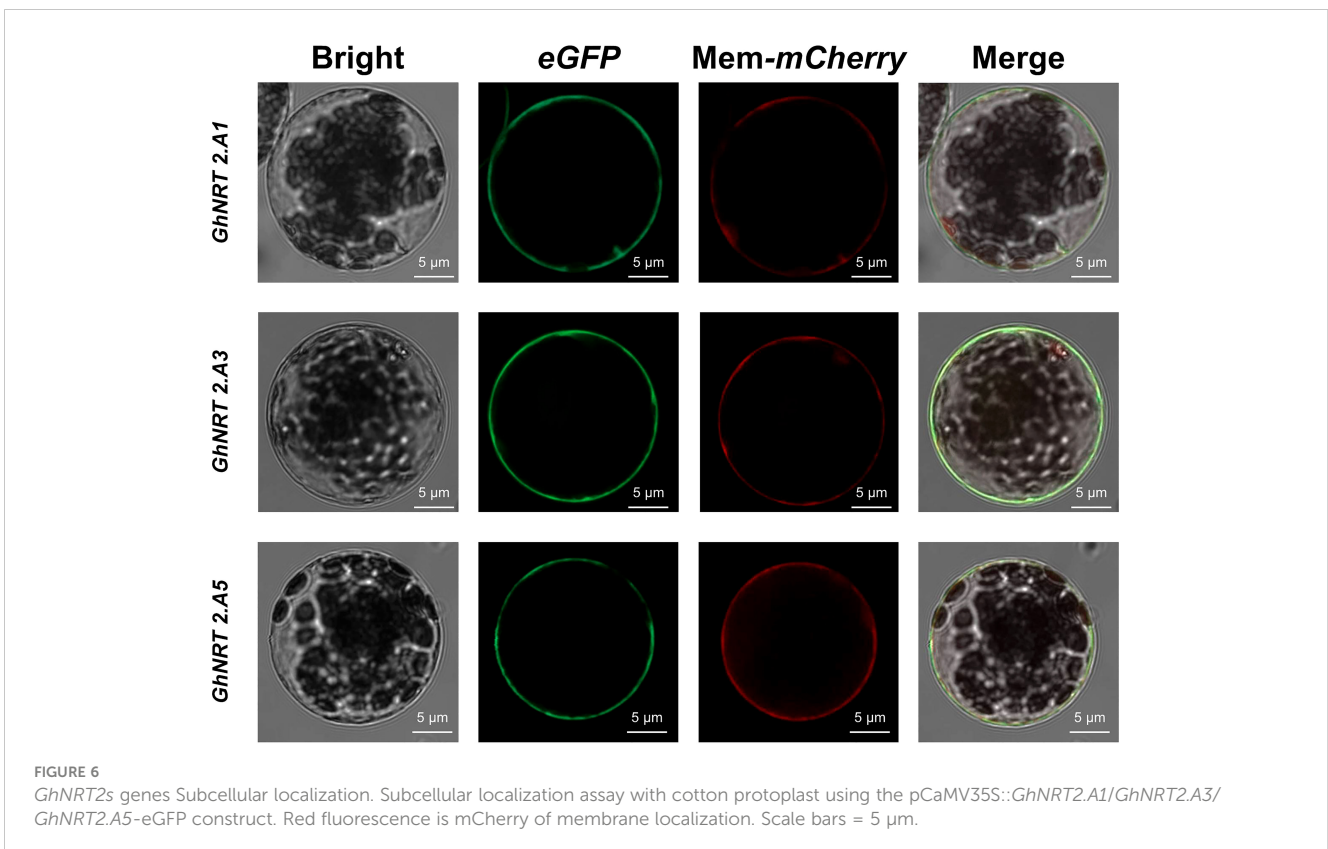 Bright eGFP Mem-mCherry Merge
GhNRT 2.A1
5 µm 5 µm 5 µm 5 µm
GhNRT 2.A3
5 µm 5 µm 5 µm 5 µm
GhNRT 2.A5
5 µm 5 µm 5 µm 5 µm
FIGURE 6
GhNRT2s genes Subcellular localization. Subcellular localization assay with cotton protoplast using the pCaMV35S::GhNRT2.A1/GhNRT2.A3/
GhNRT2.A5-eGFP construct. Red fluorescence is mCherry of membrane localization. Scale bars = 5 µm.